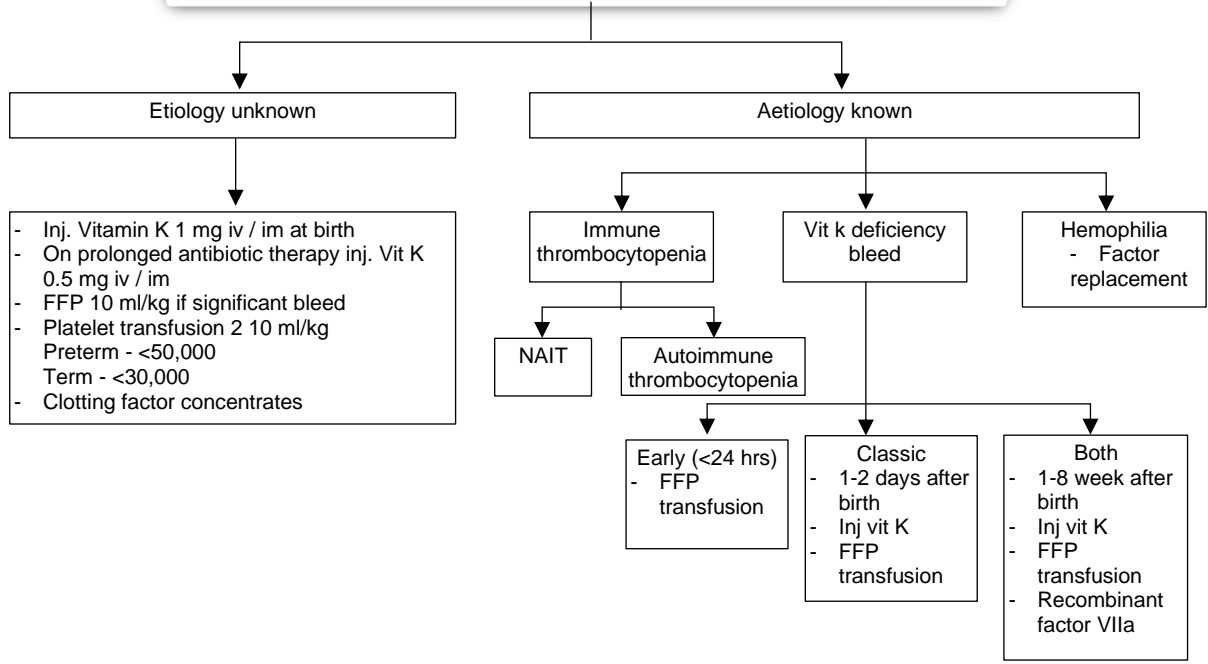 Etiology unknown
Aetiology known
- Inj. Vitamin K 1 mg iv / im at birth
- On prolonged antibiotic therapy inj. Vit K
0.5 mg iv / im
- FFP 10 ml/kg if significant bleed
- Platelet transfusion 2 10 ml/kg
Preterm - <50,000
Term - <30,000
- Clotting factor concentrates
Immune
thrombocytopenia
Vit k deficiency
bleed
Hemophilia
- Factor
replacement
NAIT
Autoimmune
thrombocytopenia
Early (<24 hrs)
- FFP
transfusion
Classic
- 1-2 days after
birth
- Inj vit K
- FFP
transfusion
Both
- 1-8 week after
birth
- Inj vit K
- FFP
transfusion
- Recombinant
factor VIIa